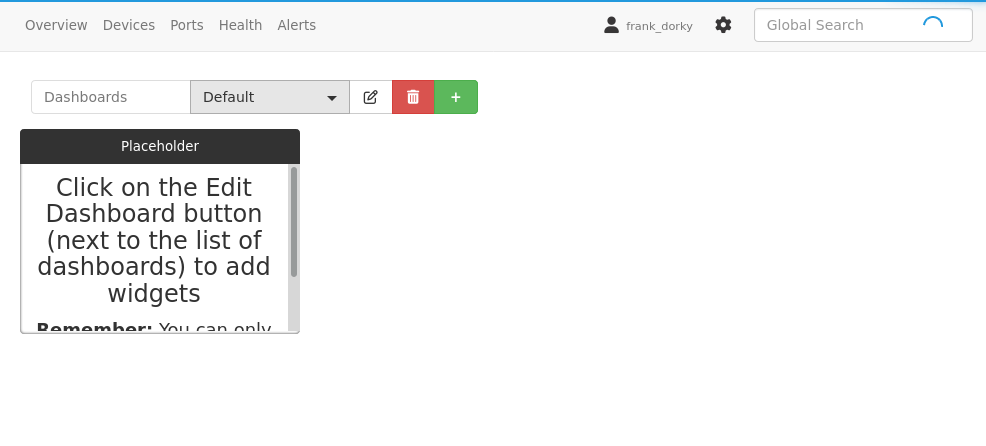 Overview Devices Ports Health Alerts frank_dorky Global Search
Dashboards Default +
Placeholder
Click on the Edit
Dashboard button
(next to the list of
dashboards) to add
widgets
Remember: You can only